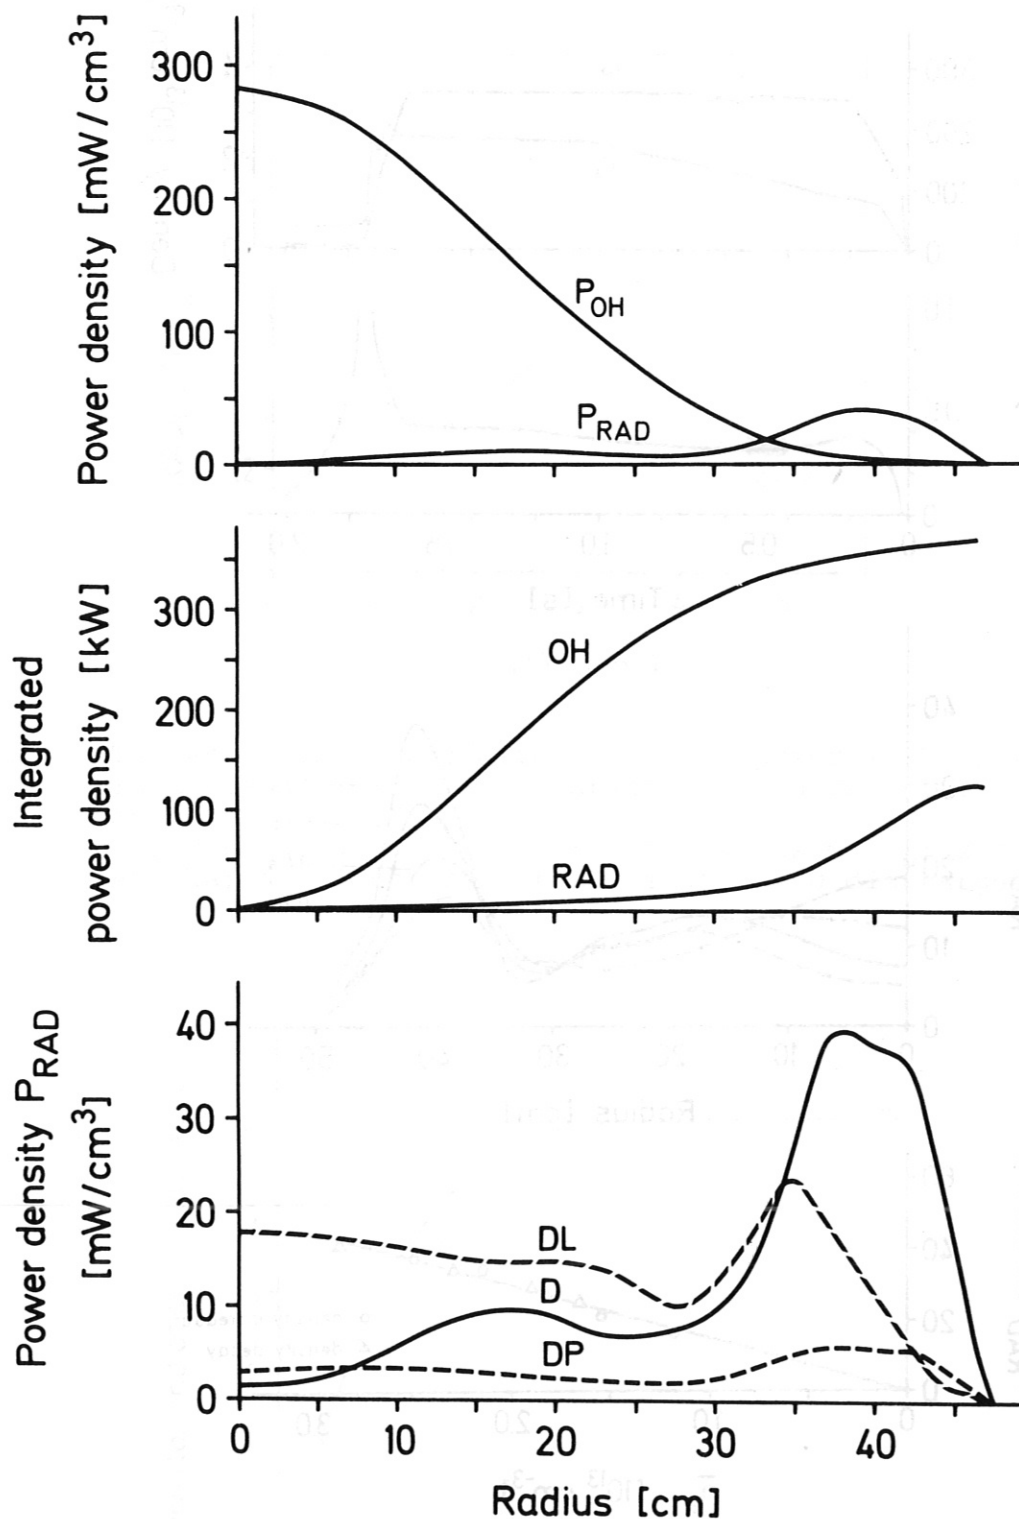 Power density [mW/cm³]
300
200
100
0
P_OH
P_RAD
Integrated
power density [kW]
300
200
100
0
OH
RAD
Power density P_RAD
[mW/cm³]
40
30
20
10
0
DL
D
DP
0 10 20 30 40
Radius [cm]